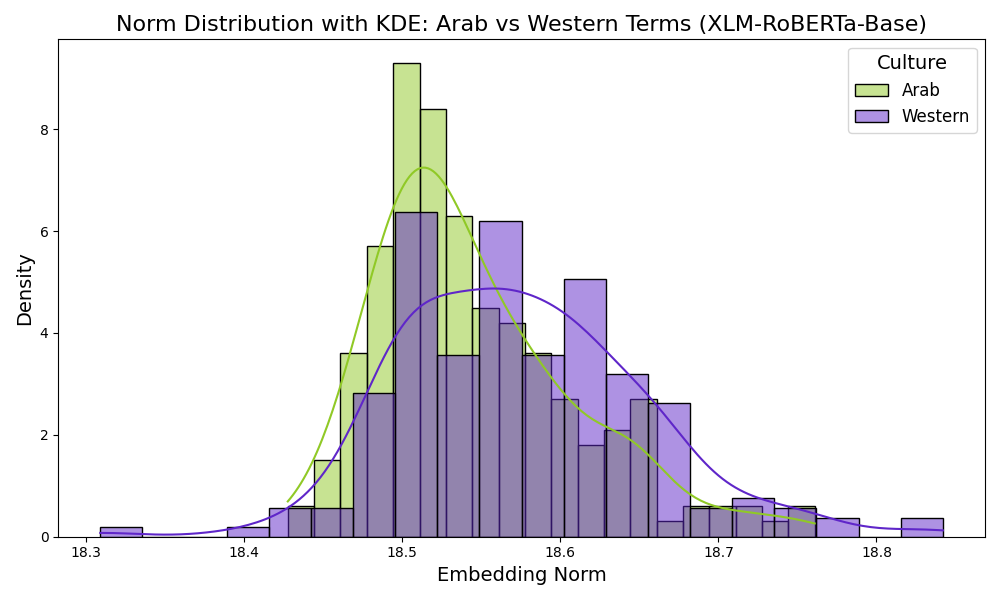 Norm Distribution with KDE: Arab vs Western Terms (XLM-RoBERTa-Base)
Culture
Arab
Western
Density
8
6
4
2
0
18.3 18.4 18.5 18.6 18.7 18.8
Embedding Norm